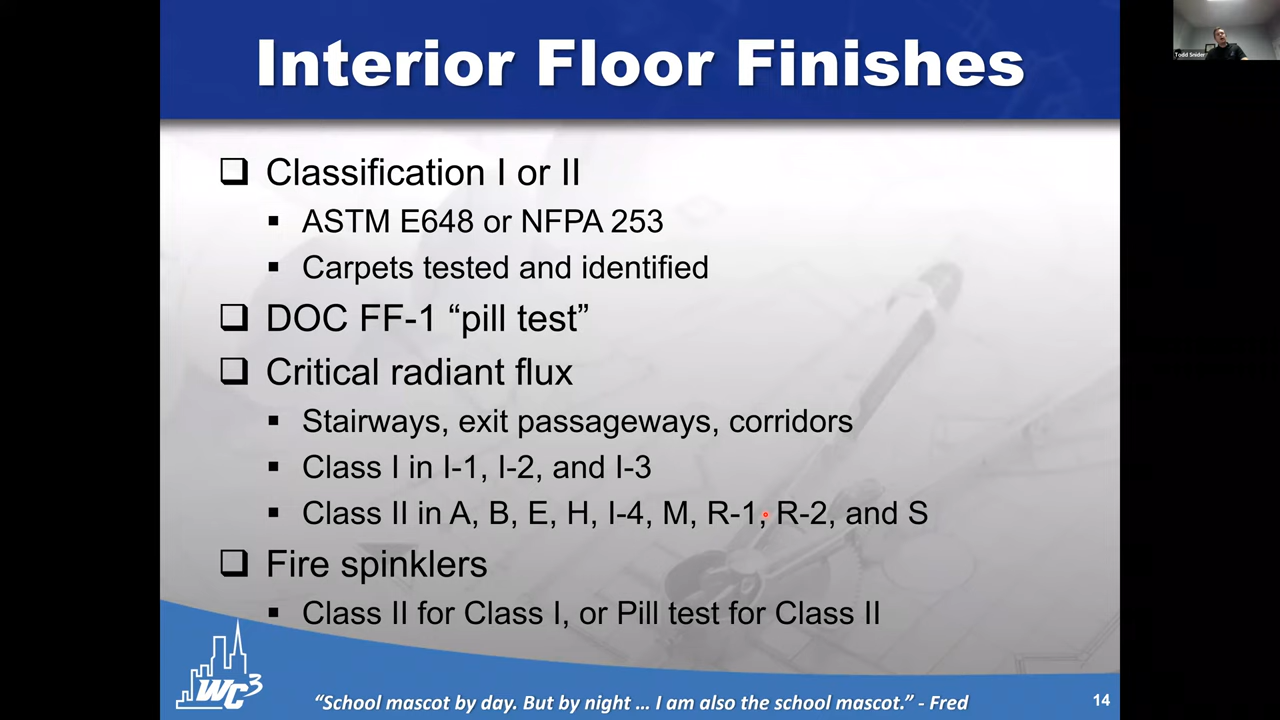 Interior Floor Finishes
Todd Snider
Classification I or II
ASTM E648 or NFPA 253
Carpets tested and identified
DOC FF-1 “pill test”
Critical radiant flux
Stairways, exit passageways, corridors
Class I in I-1, I-2, and I-3
Class II in A, B, E, H, I-4, M, R-1, R-2, and S
Fire spinklers
Class II for Class I, or Pill test for Class II
WC3
“School mascot by day. But by night … I am also the school mascot.” - Fred
14